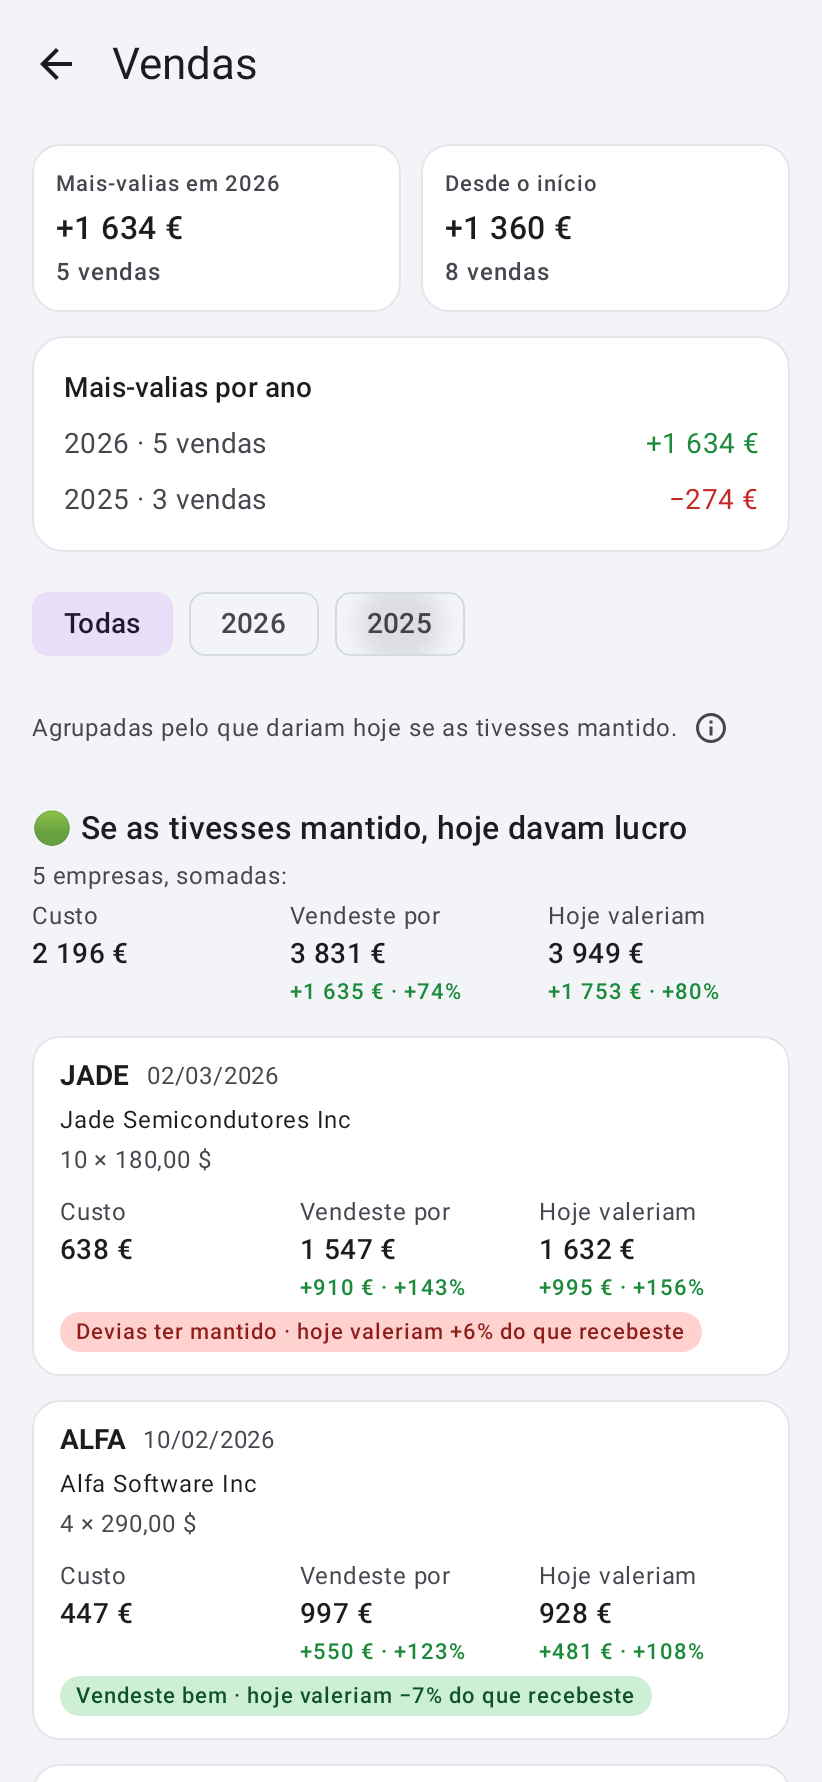 Vendas
Mais-valias em 2026
+1 634 €
5 vendas
Desde o início
+1 360 €
8 vendas
Mais-valias por ano
2026 · 5 vendas +1 634 €
2025 · 3 vendas −274 €
Todas 2026 2025
Agrupadas pelo que dariam hoje se as tivesses mantido.
Se as tivesses mantido, hoje davam lucro
5 empresas, somadas:
Custo Vendeste por Hoje valeriam
2 196 € 3 831 € 3 949 €
+1 635 € · +74% +1 753 € · +80%
JADE 02/03/2026
Jade Semicondutores Inc
10 × 180,00 $
Custo Vendeste por Hoje valeriam
638 € 1 547 € 1 632 €
+910 € · +143% +995 € · +156%
Devias ter mantido · hoje valeriam +6% do que recebeste
ALFA 10/02/2026
Alfa Software Inc
4 × 290,00 $
Custo Vendeste por Hoje valeriam
447 € 997 € 928 €
+550 € · +123% +481 € · +108%
Vendeste bem · hoje valeriam −7% do que recebeste